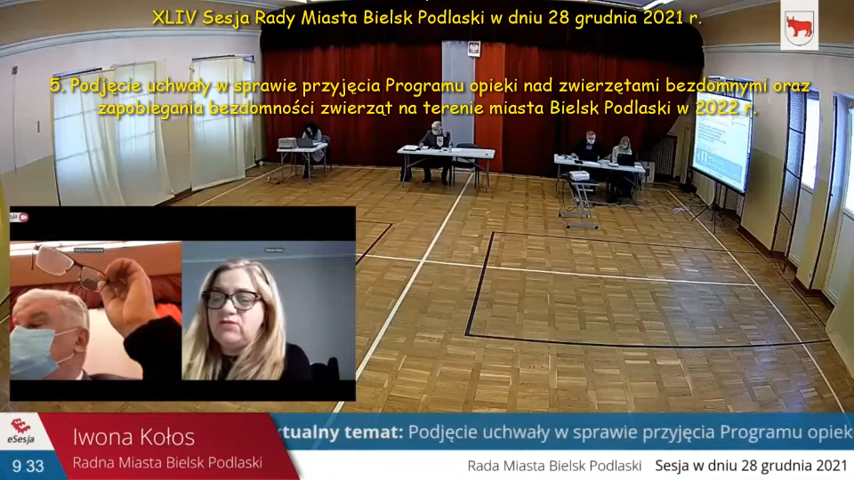 XLIV Sesja Rady Miasta Bielsk Podlaski w dniu 28 grudnia 2021 r.
5. Podjęcie uchwały w sprawie przyjęcia Programu opieki nad zwierzętami bezdomnymi oraz
zapobiegania bezdomności zwierząt na terenie miasta Bielsk Podlaski w 2022 r.
eSesja
Iwona Kołos
Radna Miasta Bielsk Podlaski
9 33
ktualny temat: Podjęcie uchwały w sprawie przyjęcia Programu opiek
Rada Miasta Bielsk Podlaski Sesja w dniu 28 grudnia 2021